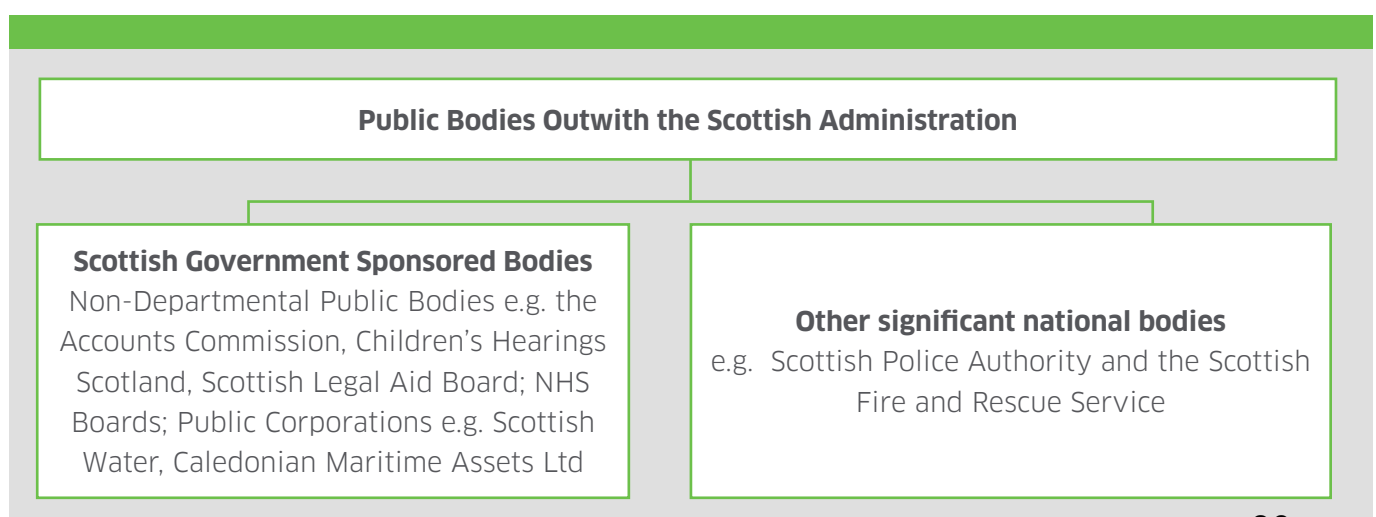 Public Bodies Outwith the Scottish Administration
Scottish Government Sponsored Bodies
Non-Departmental Public Bodies e.g. the
Accounts Commission, Children's Hearings
Scotland, Scottish Legal Aid Board; NHS
Boards; Public Corporations e.g. Scottish
Water, Caledonian Maritime Assets Ltd
Other significant national bodies
e.g.  Scottish Police Authority and the Scottish
Fire and Rescue Service